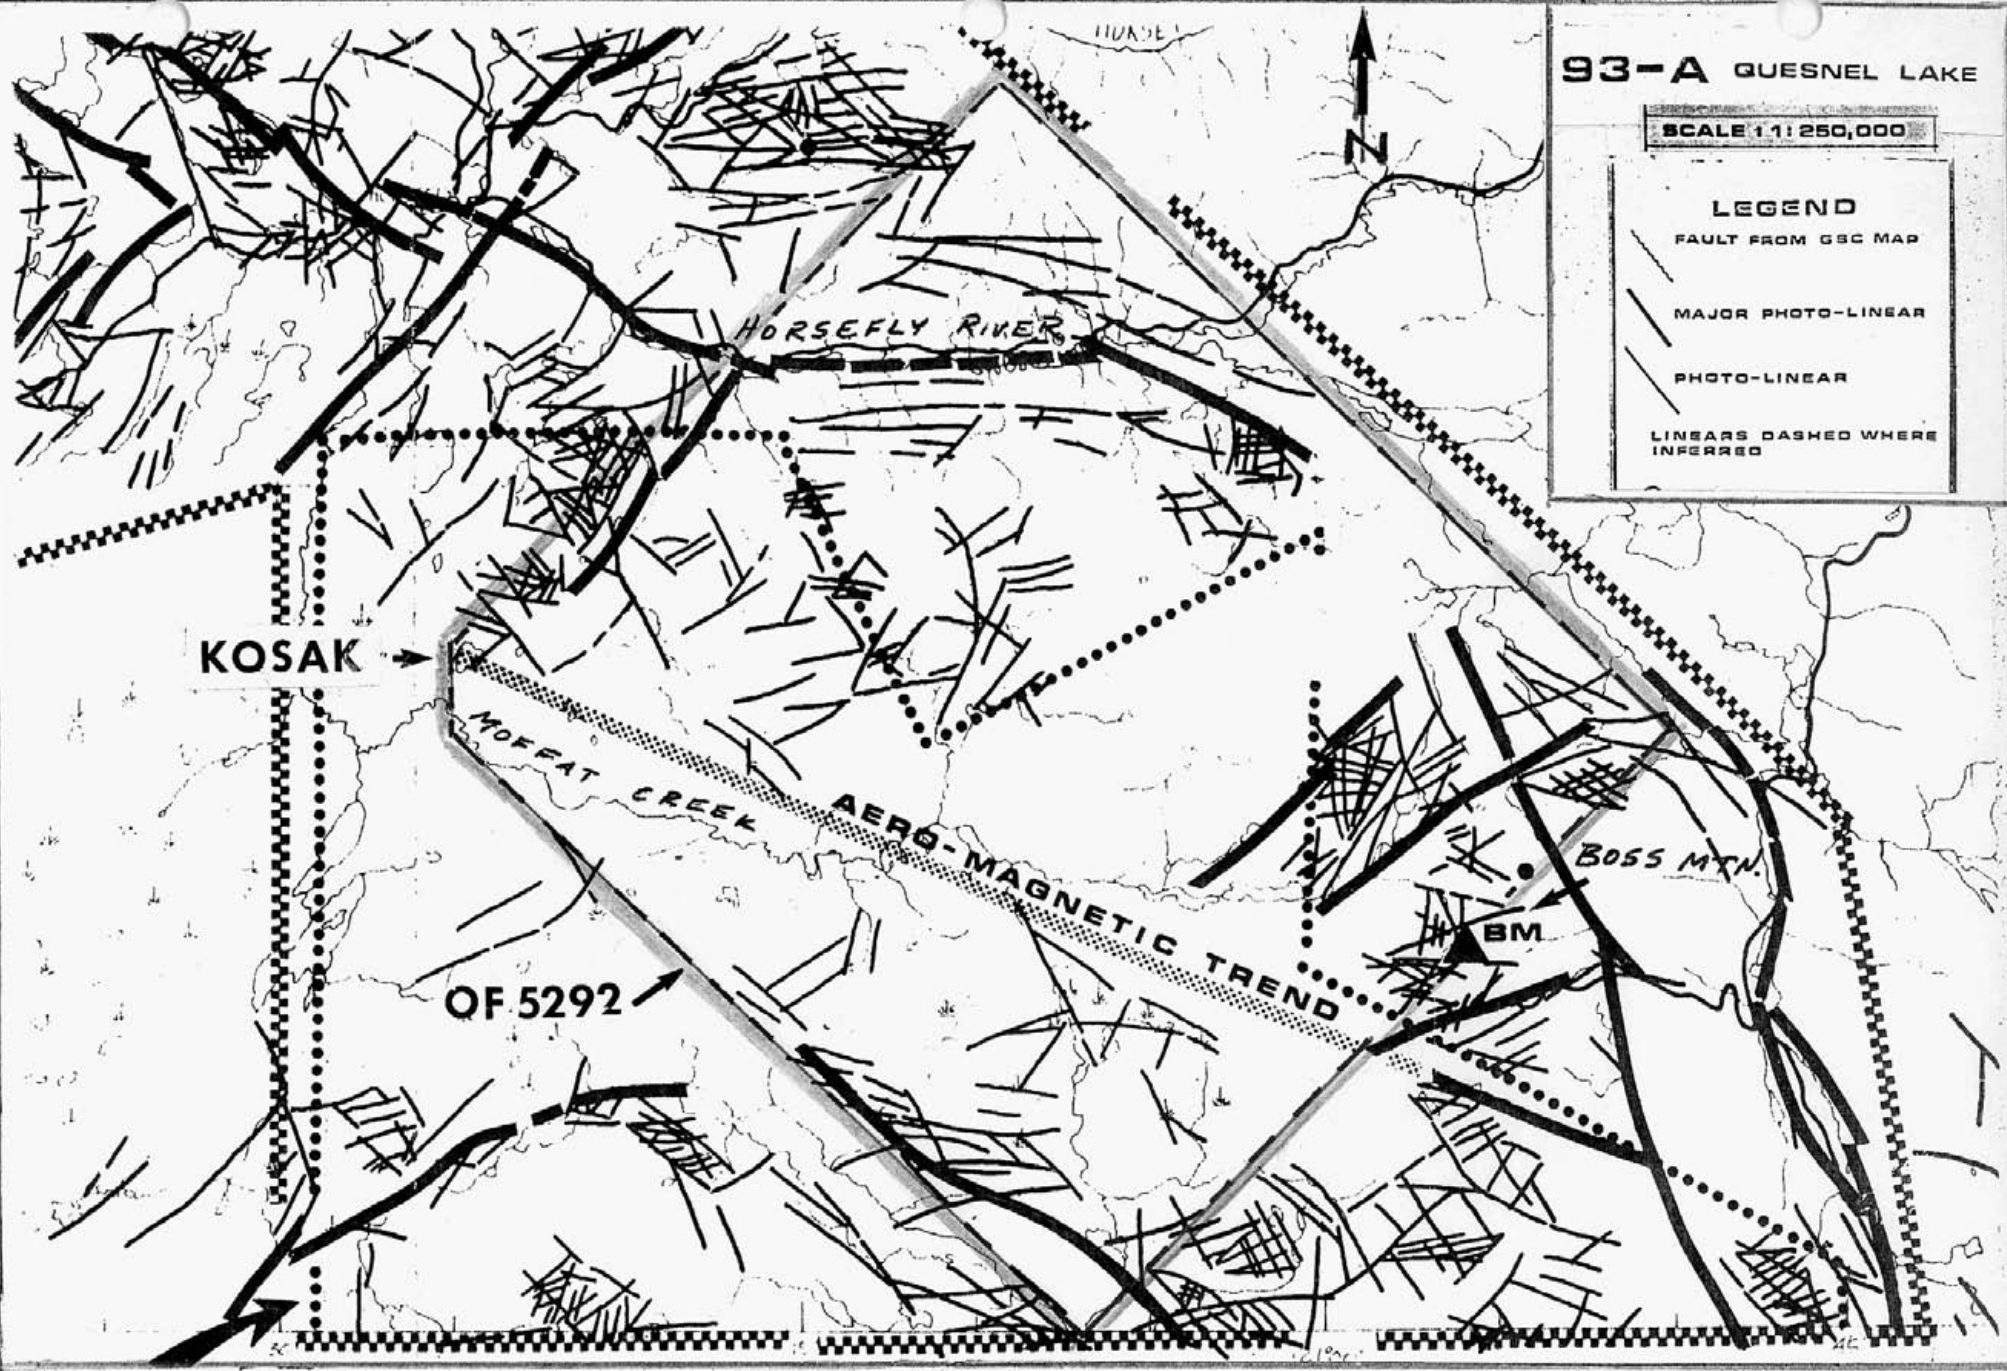 93-A QUESNEL LAKE
SCALE 1:250,000
LEGEND
FAULT FROM GSC MAP
MAJOR PHOTO-LINEAR
PHOTO-LINEAR
LINEARS DASHED WHERE
INFERRED
N
HORSEFLY RIVER
KOSAK
MOFFAT CREEK
AERO-MAGNETIC TREND
BOSS MTN.
BM
OF 5292